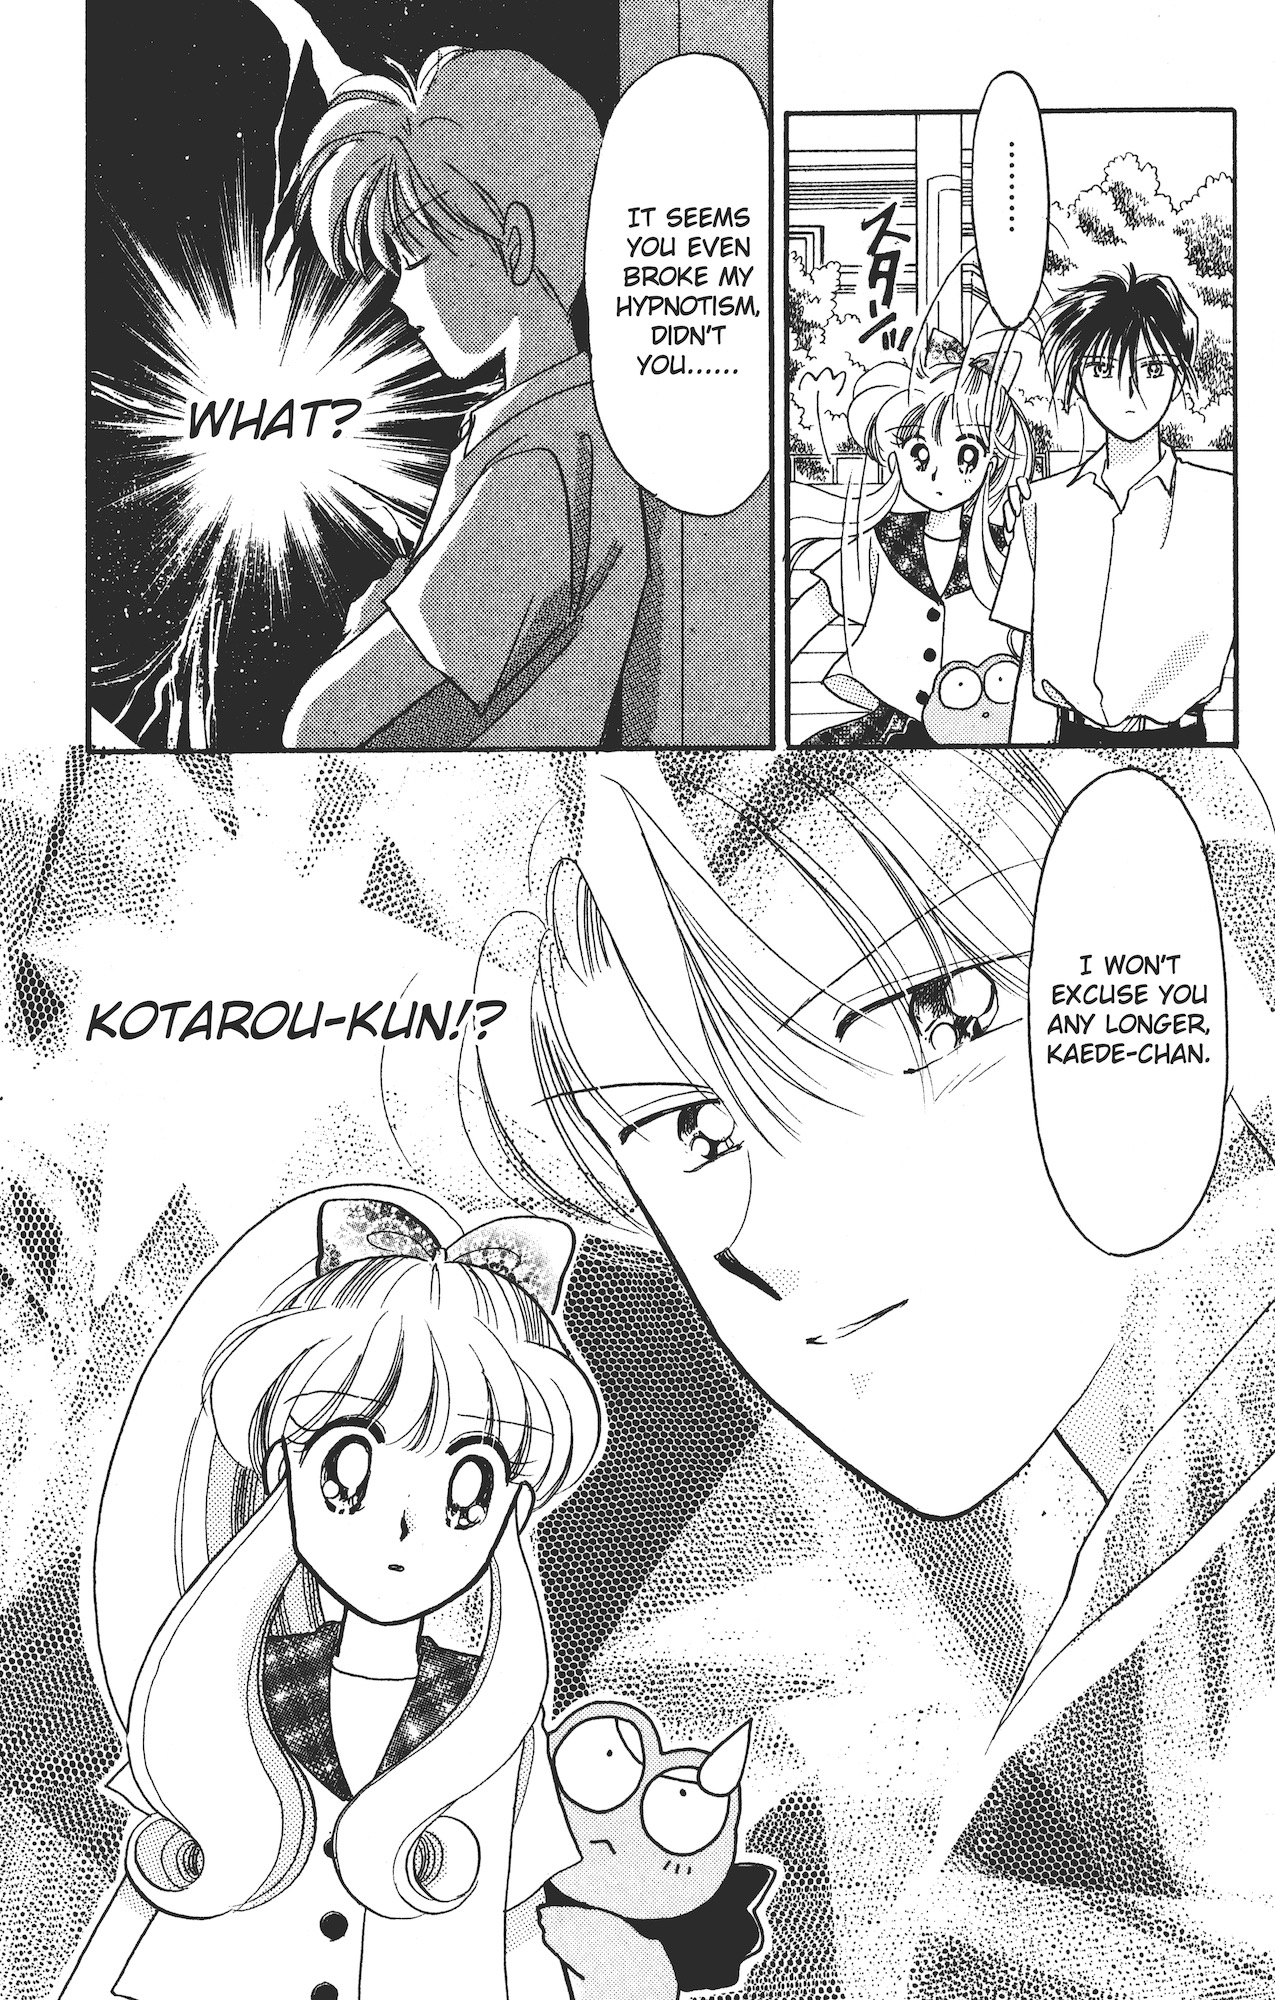 ………
スターッ
IT SEEMS
YOU EVEN
BROKE MY
HYPNOTISM,
DIDN'T
YOU......
WHAT?
I WON'T
EXCUSE YOU
ANY LONGER,
KAEDE-CHAN.
KOTAROU-KUN!?